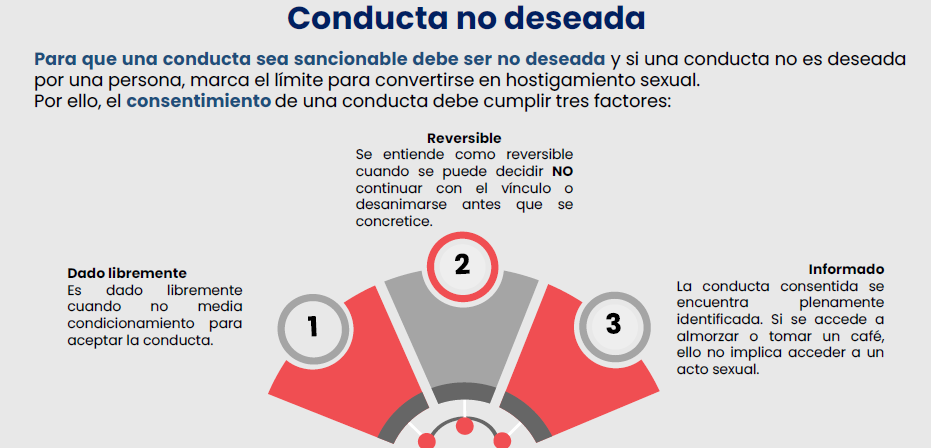 Conducta no deseada
Para que una conducta sea sancionable debe ser no deseada y si una conducta no es deseada
por una persona, marca el límite para convertirse en hostigamiento sexual.
Por ello, el consentimiento de una conducta debe cumplir tres factores:
Reversible
Se entiende como reversible
cuando se puede decidir NO
continuar con el vínculo o
desanimarse antes que se
concretice.
2
Dado libremente
Es dado libremente
cuando no media
condicionamiento para
aceptar la conducta.
1
Informado
La conducta consentida se
encuentra plenamente
identificada. Si se accede a
almorzar o tomar un café,
ello no implica acceder a un
acto sexual.
3